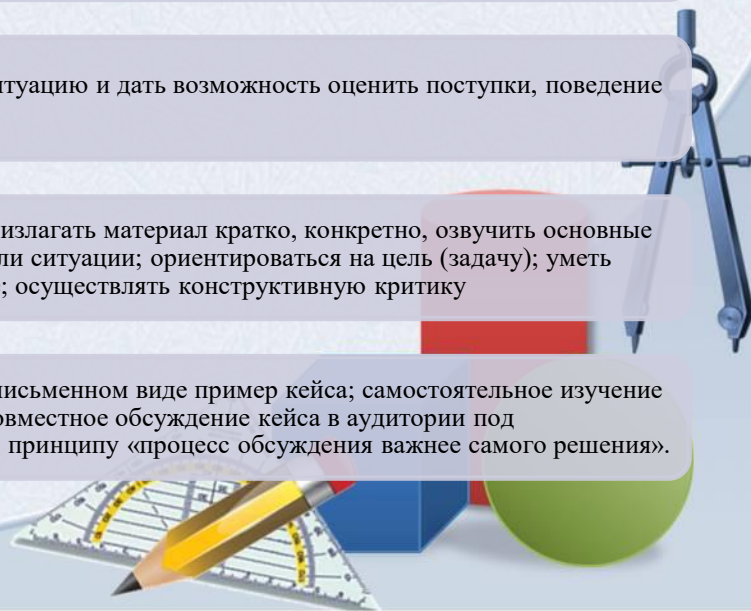 итуацию и дать возможность оценить поступки, поведение
излагать материал кратко, конкретно, озвучить основные
ли ситуации; ориентироваться на цель (задачу); уметь
; осуществлять конструктивную критику
письменном виде пример кейса; самостоятельное изучение
овместное обсуждение кейса в аудитории под
принципу «процесс обсуждения важнее самого решения».